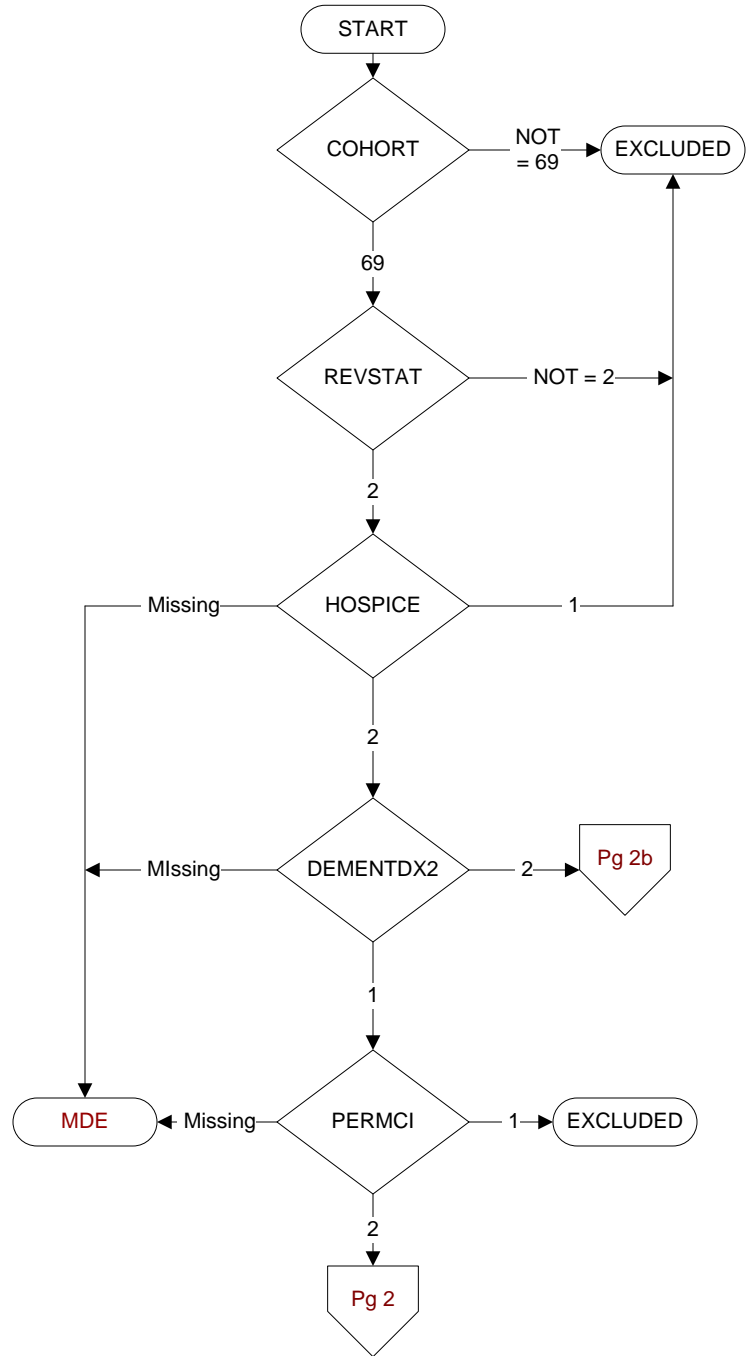 START
COHORT
NOT
= 69
EXCLUDED
69
REVSTAT
NOT = 2
2
Missing
HOSPICE
1
2
MIssing
DEMENTDX2
2
Pg 2b
1
MDE
Missing
PERMCI
1
EXCLUDED
2
Pg 2